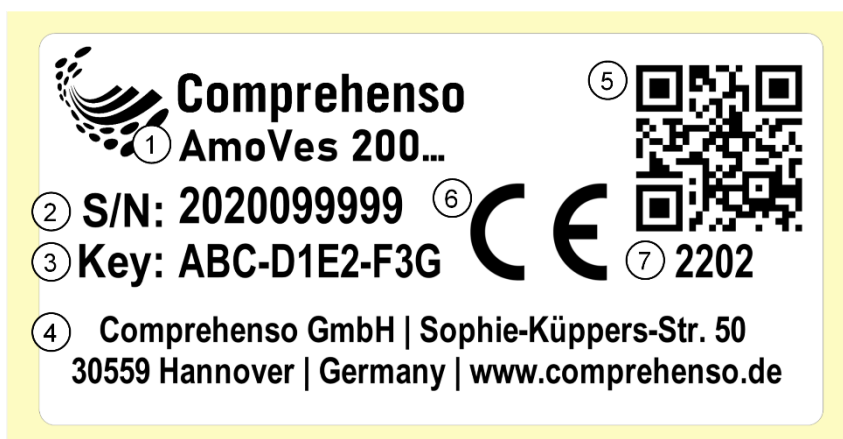 Comprehenso
1 AmoVes 200...
5
2 S/N: 2020099999
6 CE
3 Key: ABC-D1E2-F3G
7 2202
4 Comprehenso GmbH | Sophie-Küppers-Str. 50
30559 Hannover | Germany | www.comprehenso.de